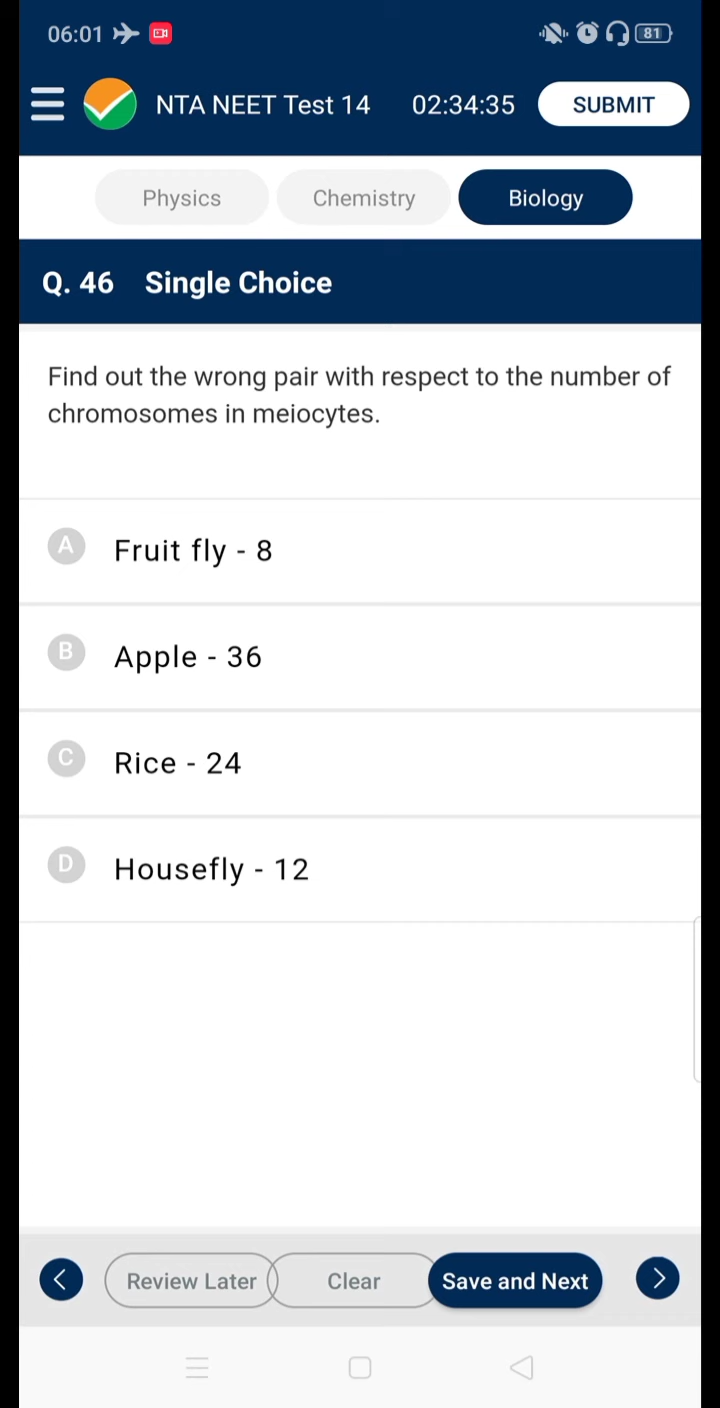 06:01 81
NTA NEET Test 14 02:34:35 SUBMIT
Physics Chemistry Biology
Q. 46 Single Choice
Find out the wrong pair with respect to the number of
chromosomes in meiocytes.
A Fruit fly - 8
B Apple - 36
C Rice - 24
D Housefly - 12
Review Later Clear Save and Next